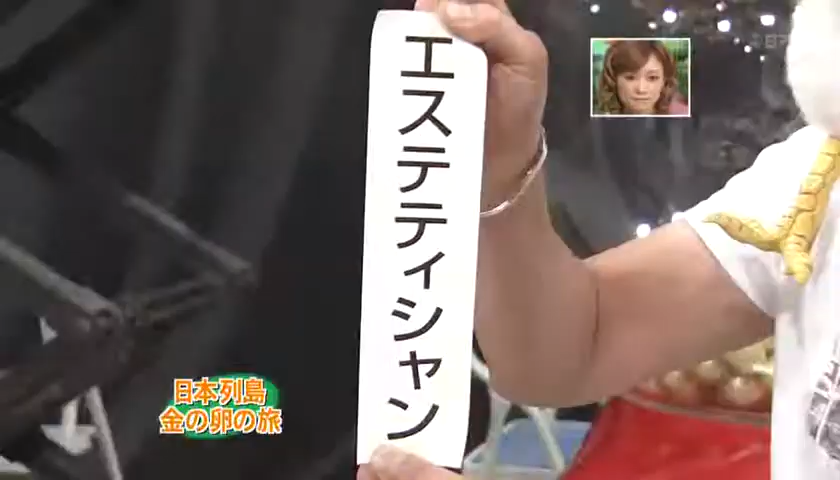 エステティシャン
日本列島
金の卵の旅